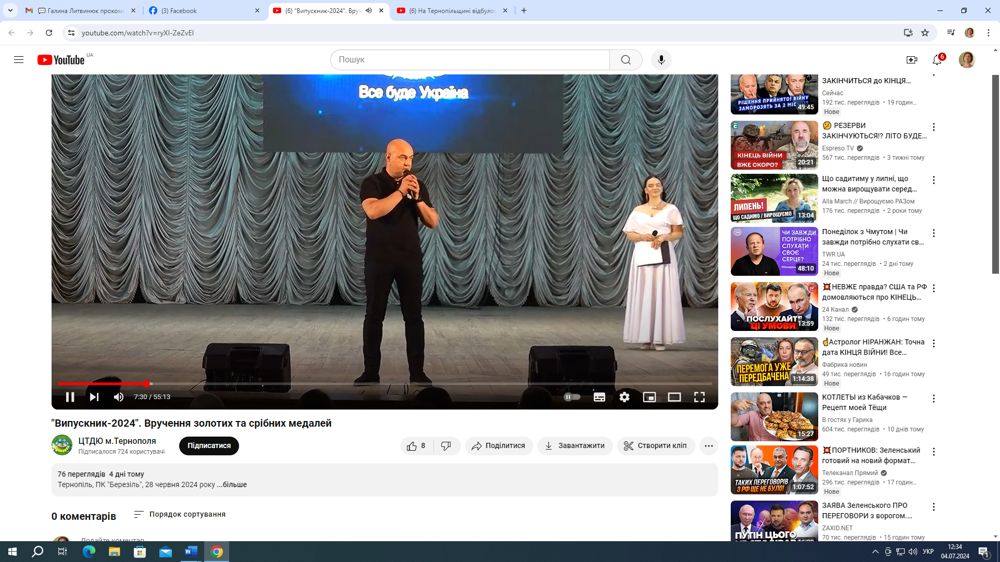 Галина Литвинюк прокоме
(3) Facebook
(6) "Випускник-2024". Вруч
(6) На Тернопільщині відбулос
youtube.com/watch?v=ryXI-ZeZvEI
YouTube UA
Пошук
6
Все буде Україна
7:30 / 55:13
"Випускник-2024". Вручення золотих та срібних медалей
ЦТДЮ м.Тернополя
Підписалося 724 користувачі
Підписатися
8
Поділитися
Завантажити
Створити кліп
76 переглядів 4 дні тому
Тернопіль, ПК "Березіль", 28 червня 2024 року ...більше
0 коментарів
Порядок сортування
Додайте коментар
РІШЕННЯ ПРИЙНЯТО! ВІЙНУ
ЗАМОРОЗЯТЬ ЗА 2 МІС
49:45
ЗАКІНЧИТЬСЯ до КІНЦЯ...
Сейчас
192 тис. переглядів • 19 годин...
Нове
КІНЕЦЬ ВІЙНИ
ВЖЕ СКОРО?
20:21
РЕЗЕРВИ
ЗАКІНЧУЮТЬСЯ!? ЛІТО БУДЕ...
Espreso.TV
567 тис. переглядів • 3 тижні тому
ЛИПЕНЬ!
ЩО САДИМО / ВИРОЩУЄМО
13:04
Що садитиму у липні, що
можна вирощувати серед...
Alla March // Вирощуємо РАЗом
176 тис. переглядів • 2 роки тому
ЧИ ЗАВЖДИ
ПОТРІБНО
СЛУХАТИ
СВОЄ
СЕРЦЕ?
48:10
Понеділок з Чмутом | Чи
завжди потрібно слухати св...
TWR UA
24 тис. переглядів • 2 дні тому
Нове
24
ПОСЛУХАЙТЕ
ЦІ УМОВИ
13:59
НЕВЖЕ правда? США та РФ
домовляються про КІНЕЦЬ...
24 Канал
132 тис. переглядів • 6 годин тому
Нове
ПЕРЕМОГА УЖЕ
ПЕРЕДБАЧЕНА
1:14:38
Астролог НІРАНЖАН: Точна
дата КІНЦЯ ВІЙНИ! Все...
Фабрика новин
49 тис. переглядів • 16 годин тому
Нове
15:27
КОТЛЕТЫ из Кабачков —
Рецепт моей Тёщи
В гостях у Гарика
604 тис. переглядів • 10 днів тому
ТАКИХ ПЕРЕГОВОРІВ
З РФ ЩЕ НЕ БУЛО!
1:07:52
ПОРТНИКОВ: Зеленський
готовий на новий формат...
Телеканал Прямий
296 тис. переглядів • 17 годин...
Нове
ПУТІН ЦЬОГО
ЗАЯВА Зеленського ПРО
ПЕРЕГОВОРИ з ворогом....
ZAXID.NET
70 тис. переглядів • 15 годин тому
УКР
12:34
04.07.2024
1